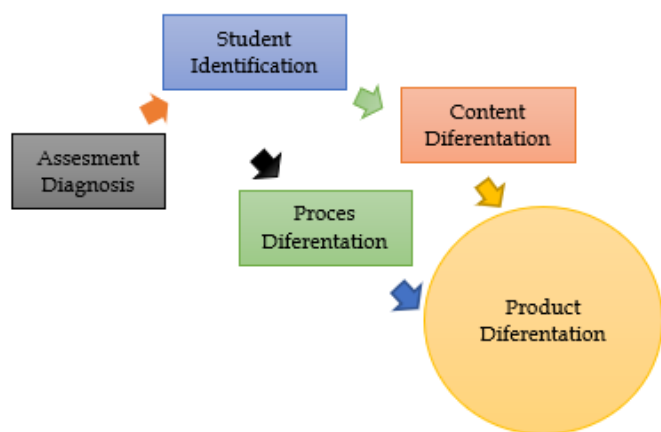 Student
Identification
Content
Diferentation
Assesment
Diagnosis
Proces
Diferentation
Product
Diferentation